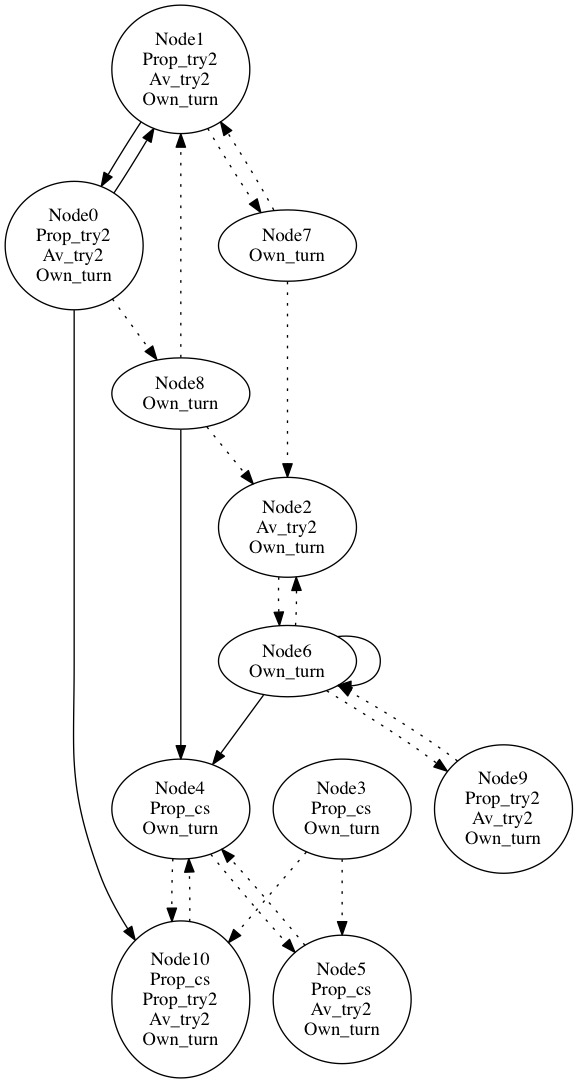 Node1
Prop_try2
Av_try2
Own_turn
Node0
Prop_try2
Av_try2
Own_turn
Node7
Own_turn
Node8
Own_turn
Node2
Av_try2
Own_turn
Node6
Own_turn
Node4
Prop_cs
Own_turn
Node3
Prop_cs
Own_turn
Node9
Prop_try2
Av_try2
Own_turn
Node10
Prop_cs
Prop_try2
Av_try2
Own_turn
Node5
Prop_cs
Av_try2
Own_turn